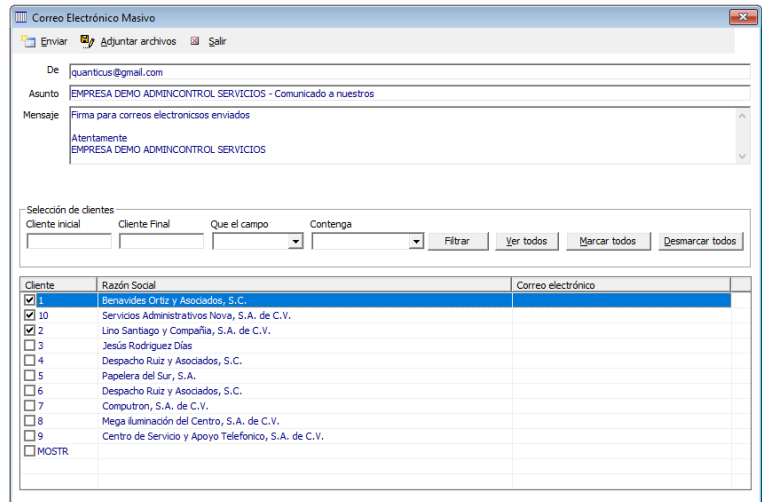 Correo Electrónico Masivo
Enviar Adjuntar archivos Salir
De quanticus@gmail.com
Asunto EMPRESA DEMO ADMINCONTROL SERVICIOS - Comunicado a nuestros
Mensaje Firma para correos electronicsos enviados
Atentamente
EMPRESA DEMO ADMINCONTROL SERVICIOS
Selección de clientes
Cliente inicial Cliente Final Que el campo Contenga
Filtrar Ver todos Marcar todos Desmarcar todos
Cliente Razón Social Correo electrónico
1 Benavides Ortiz y Asociados, S.C.
10 Servicios Administrativos Nova, S.A. de C.V.
2 Lino Santiago y Compañia, S.A. de C.V.
3 Jesús Rodriguez Días
4 Despacho Ruiz y Asociados, S.C.
5 Papelera del Sur, S.A.
6 Despacho Ruiz y Asociados, S.C.
7 Computron, S.A. de C.V.
8 Mega iluminación del Centro, S.A. de C.V.
9 Centro de Servicio y Apoyo Telefonico, S.A. de C.V.
MOSTR